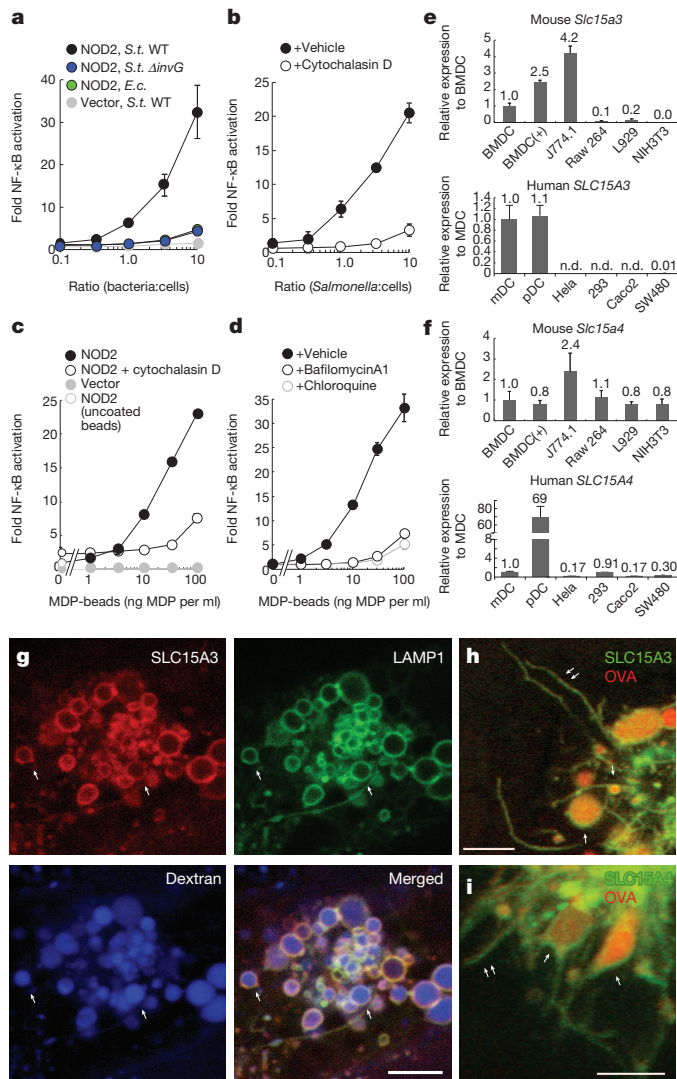 a
NOD2, S.t. WT
NOD2, S.t. ΔinvG
NOD2, E.c.
Vector, S.t. WT
Fold NF-κB activation
40
30
20
10
0
0.1
1.0
10
Ratio (bacteria:cells)
b
+Vehicle
+Cytochalasin D
Fold NF-κB activation
25
20
15
10
5
0
0.1
1.0
10
Ratio (Salmonella:cells)
c
NOD2
NOD2 + cytochalasin D
Vector
NOD2
(uncoated
beads)
Fold NF-κB activation
25
20
15
10
5
0
0
1
10
100
MDP-beads (ng MDP per ml)
d
+Vehicle
+BafilomycinA1
+Chloroquine
Fold NF-κB activation
35
30
25
20
15
10
5
0
0
1
10
100
MDP-beads (ng MDP per ml)
e
Mouse Slc15a3
Relative expression
to BMDC
5
4
3
2
1
0
1.0
2.5
4.2
0.1
0.2
0.0
BMDC
BMDC(+)
J774.1
Raw 264
L929
NIH3T3
Human SLC15A3
Relative expression
to MDC
1.4
1.2
1.0
0.8
0.6
0.4
0.2
0
1.0
1.1
n.d.
n.d.
n.d.
0.01
mDC
pDC
Hela
293
Caco2
SW480
f
Mouse Slc15a4
Relative expression
to BMDC
4
3
2
1
0
1.0
0.8
2.4
1.1
0.8
0.8
BMDC
BMDC(+)
J774.1
Raw 264
L929
NIH3T3
Human SLC15A4
Relative expression
to MDC
80
60
8
6
4
2
0
1.0
69
0.17
0.91
0.17
0.30
mDC
pDC
Hela
293
Caco2
SW480
g
SLC15A3
LAMP1
Dextran
Merged
h
SLC15A3
OVA
i
SLC15A4
OVA